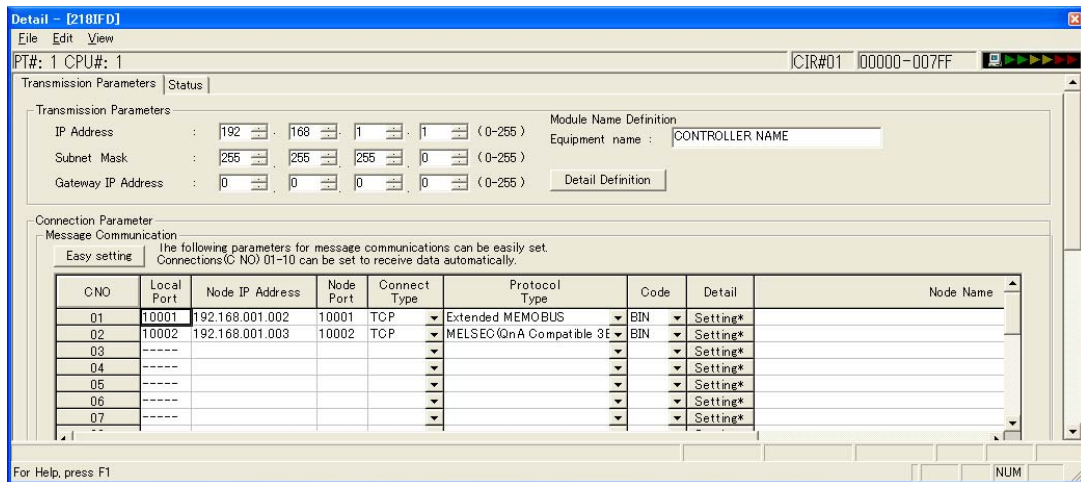 Detail - [218IFD]
File Edit View
PT#: 1 CPU#: 1 CIR#01 00000-007FF
Transmission Parameters Status
Transmission Parameters
IP Address : 192 . 168 . 1 . 1 (0-255)
Module Name Definition
Equipment name : CONTROLLER NAME
Subnet Mask : 255 . 255 . 255 . 0 (0-255)
Gateway IP Address : 0 . 0 . 0 . 0 (0-255)
Detail Definition
Connection Parameter
Message Communication
Easy setting
The following parameters for message communications can be easily set.
Connections(C NO) 01-10 can be set to receive data automatically.
CNO Local Port Node IP Address Node Port Connect Type Protocol Type Code Detail Node Name
01 10001 192.168.001.002 10001 TCP Extended MEMOBUS BIN Setting*
02 10002 192.168.001.003 10002 TCP MELSEC(QnA Compatible 3E BIN Setting*
03 ----- Setting*
04 ----- Setting*
05 ----- Setting*
06 ----- Setting*
07 ----- Setting*
For Help, press F1 NUM